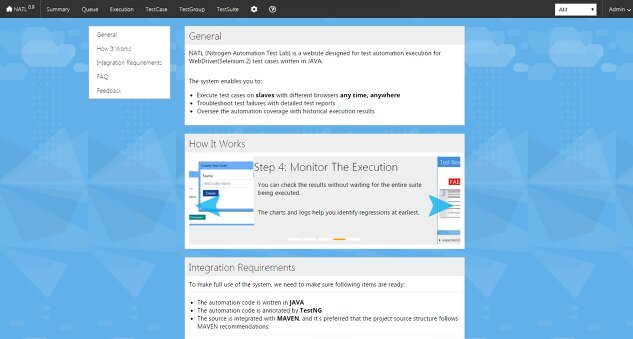 NATL 0.9 Summary Queue Execution TestCase TestGroup TestSuite AM Admin
General
How It Works
Integration Requirements
FAQ
Feedback
General
NATL (Nitrogen Automation Test Lab) is a website designed for test automation execution for
WebDriver(Selenium 2) test cases written in JAVA.
The system enables you to:
Execute test cases on slaves with different browsers any time, anywhere
Troubleshoot test failures with detailed test reports
Oversee the automation coverage with historical execution results
How It Works
Create Test Suite
Name
Test suite name
Create
Step 4: Monitor The Execution
You can check the results without waiting for the entire suite
being executed.
The charts and logs help you identify regressions at earliest.
Test Res
FAIL
Integration Requirements
To make full use of the system, we need to make sure following items are ready:
The automation code is written in JAVA
The automation code is annotated by TestNG
The source is integrated with MAVEN, and it's preferred that the project source structure follows
MAVEN recommendations.